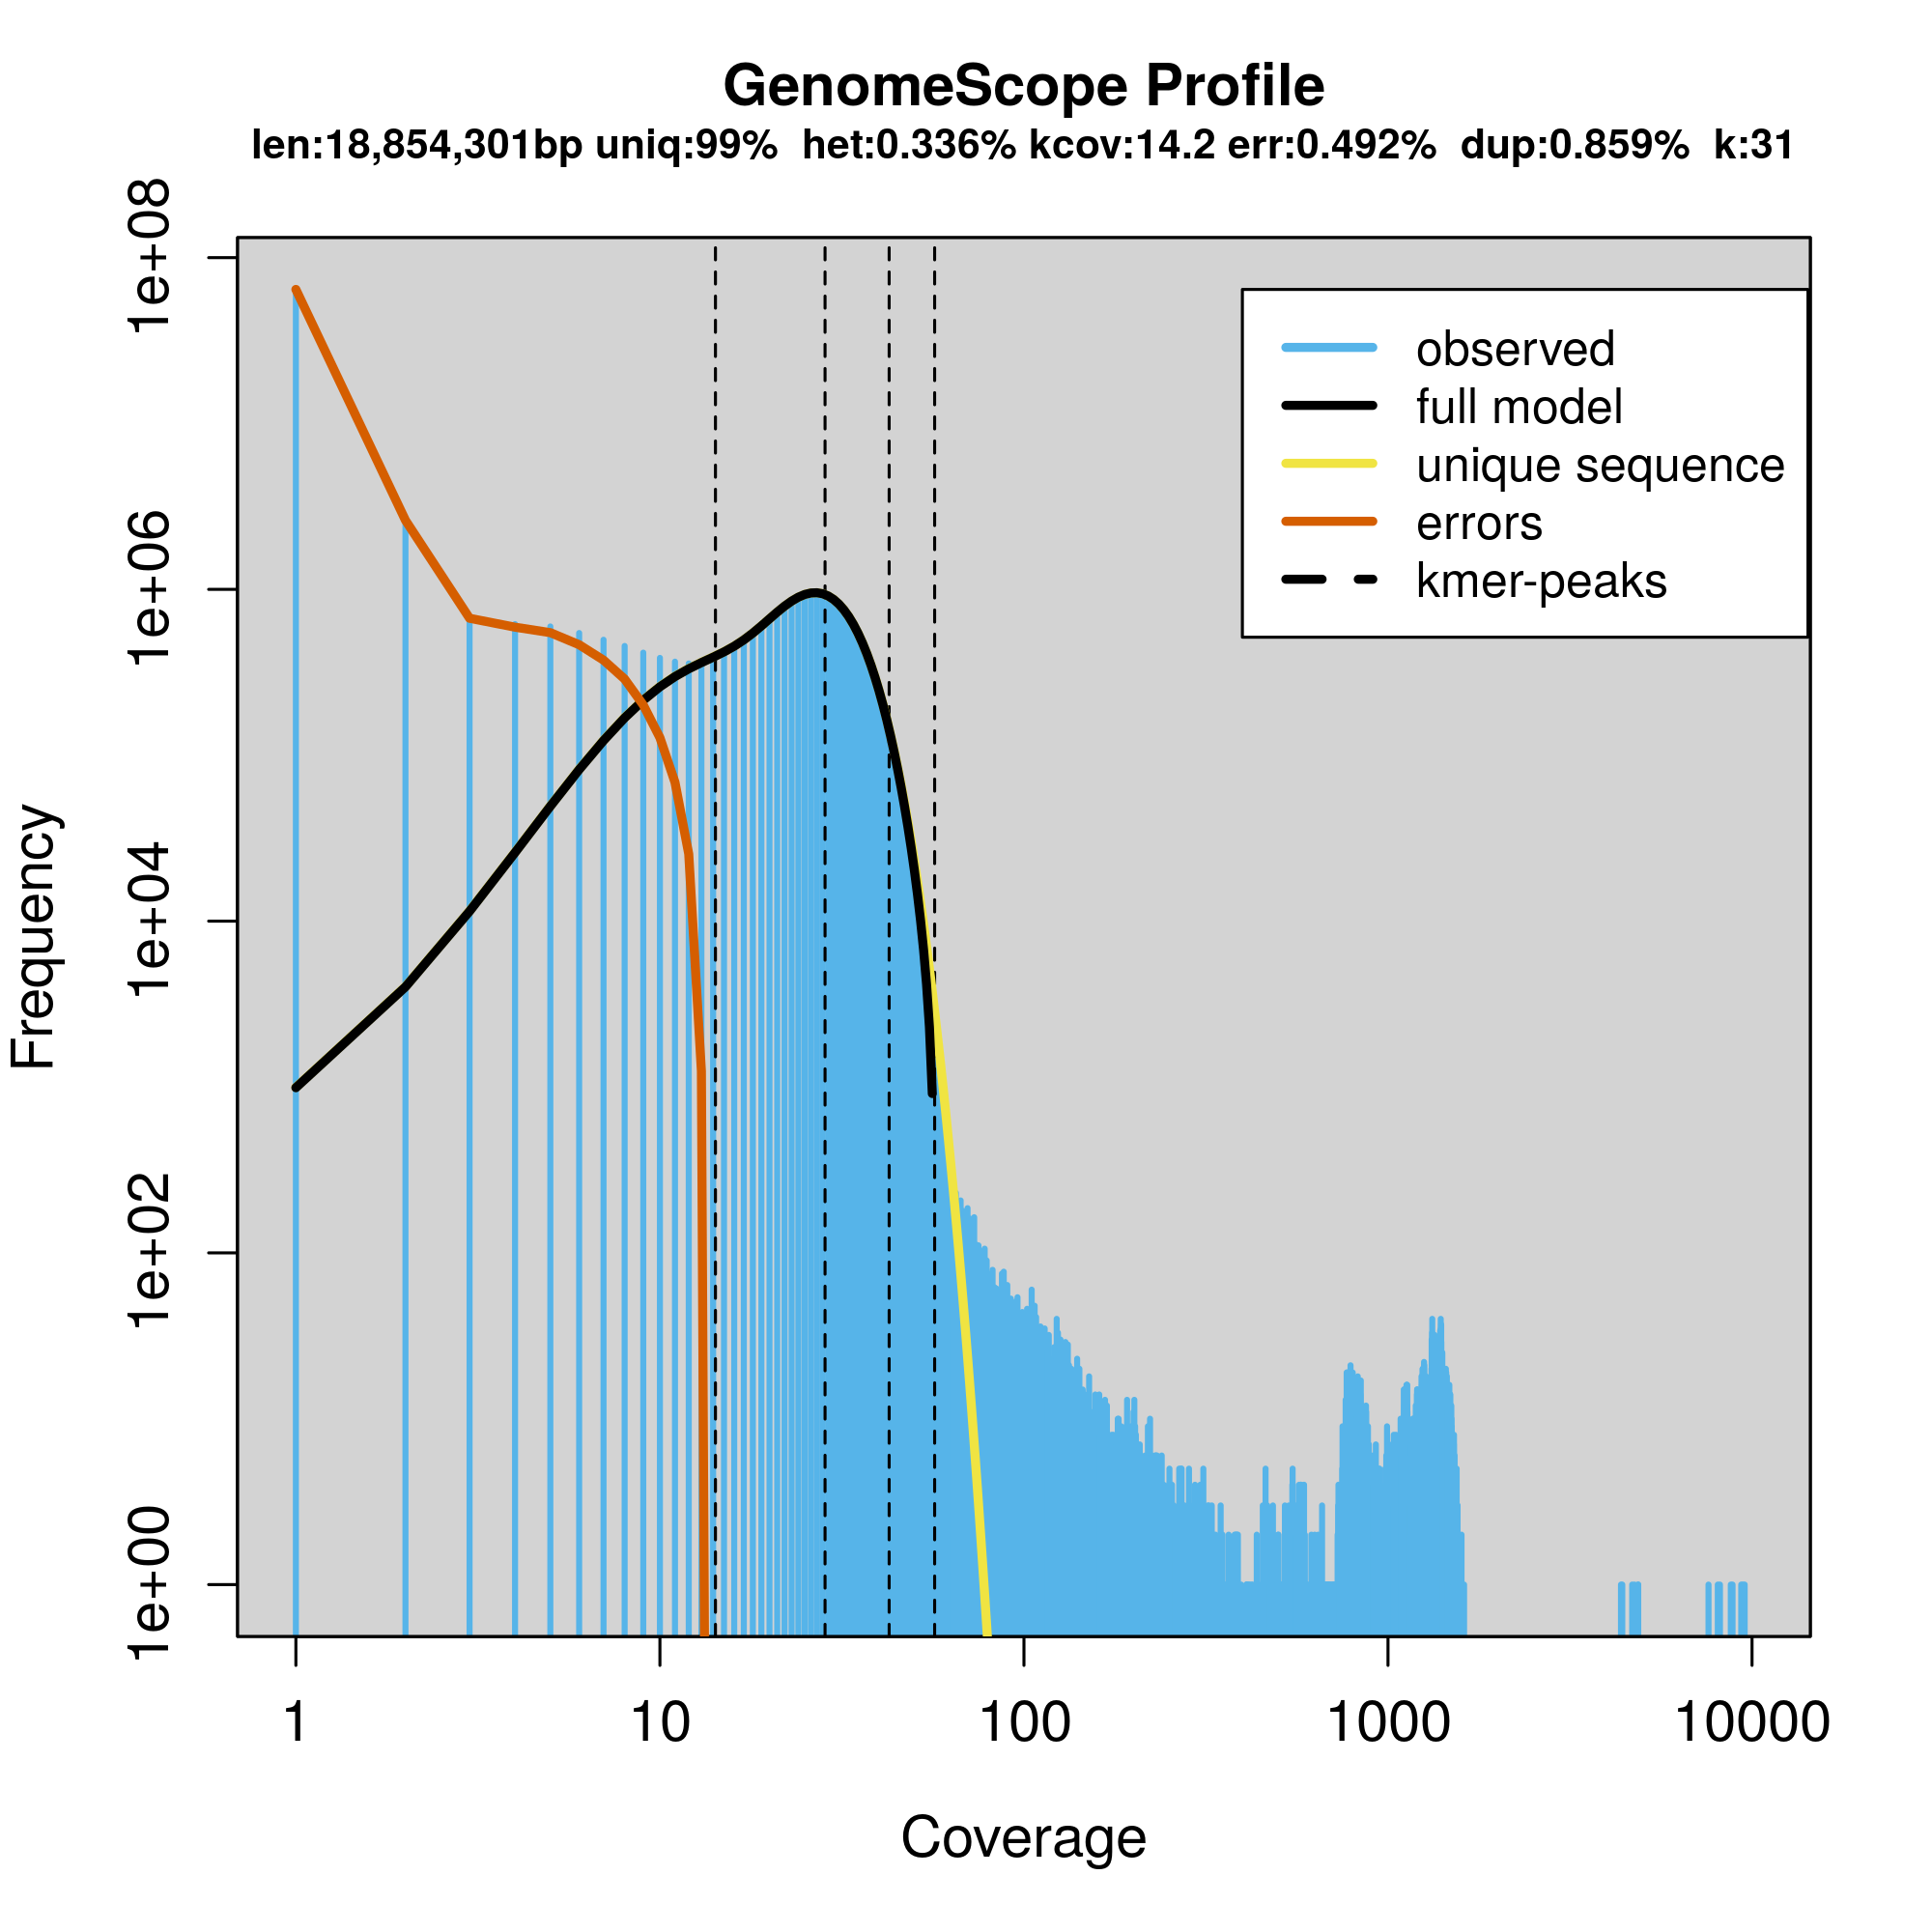 GenomeScope Profile
len:18,854,301bp uniq:99% het:0.336% kcov:14.2 err:0.492% dup:0.859% k:31
1e+08
1e+06
1e+04
1e+02
1e+00
Frequency
observed
full model
unique sequence
errors
kmer-peaks
1 10 100 1000 10000
Coverage